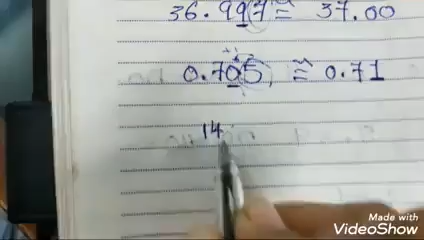 36.997 ≅ 37.00
0.705, ≅ 0.71
14
Made with
VideoShow